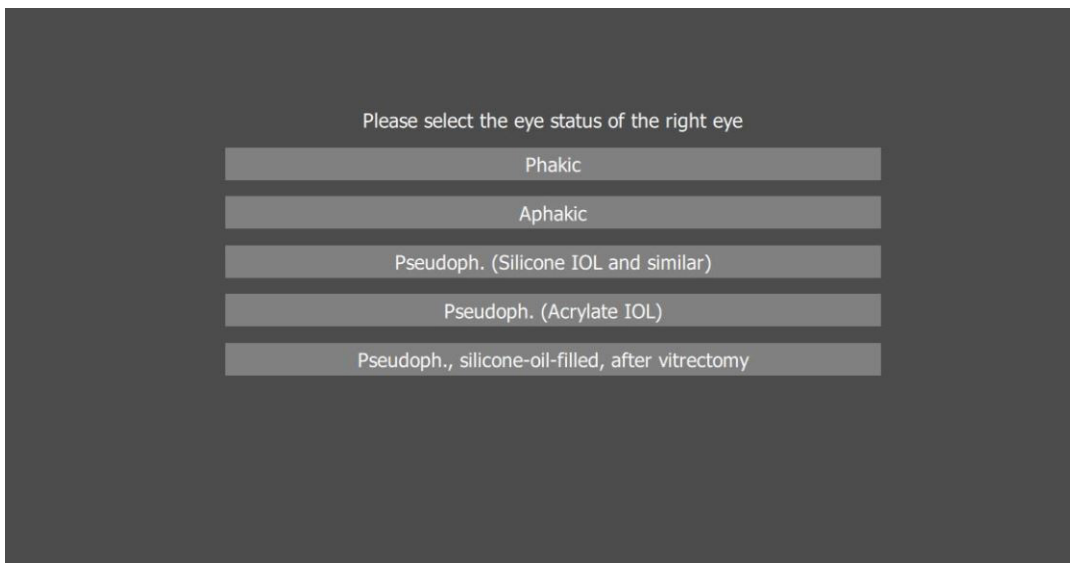 Please select the eye status of the right eye
Phakic
Aphakic
Pseudoph. (Silicone IOL and similar)
Pseudoph. (Acrylate IOL)
Pseudoph., silicone-oil-filled, after vitrectomy